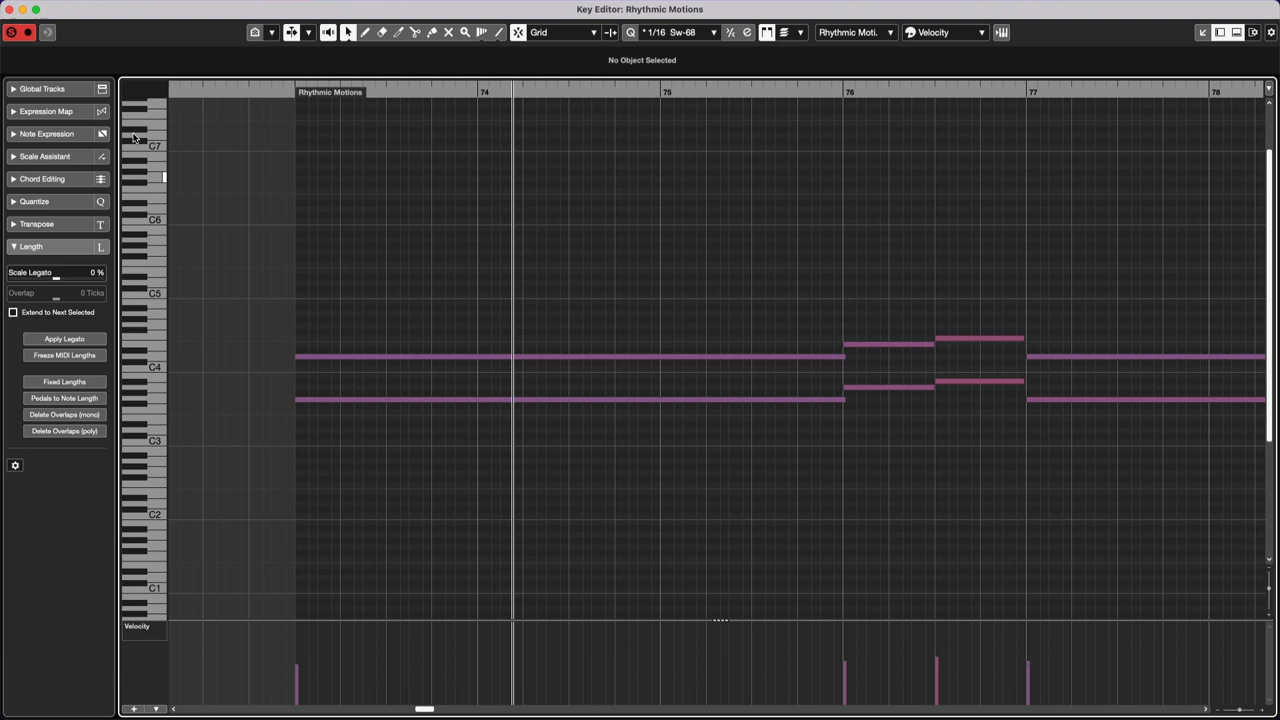 Key Editor: Rhythmic Motions
Grid
* 1/16 Sw-68
Rhythmic Moti.
Velocity
No Object Selected
Global Tracks
Expression Map
Note Expression
Scale Assistant
Chord Editing
Quantize Q
Transpose T
Length L
Scale Legato 0 %
Overlap 0 Ticks
Extend to Next Selected
Apply Legato
Freeze MIDI Lengths
Fixed Lengths
Pedals to Note Length
Delete Overlaps (mono)
Delete Overlaps (poly)
Rhythmic Motions
74 75 76 77 78
C7
C6
C5
C4
C3
C2
C1
Velocity